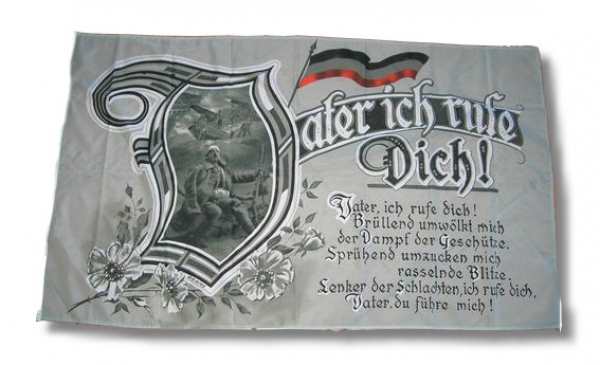 Vater ich rufe
Dich!
Vater, ich rufe dich!
Brüllend umwölkt mich
der Dampf der Geschütze.
Sprühend umzucken mich
rasselnde Blitze.
Lenker der Schlachten, ich rufe dich,
Vater, du führe mich!